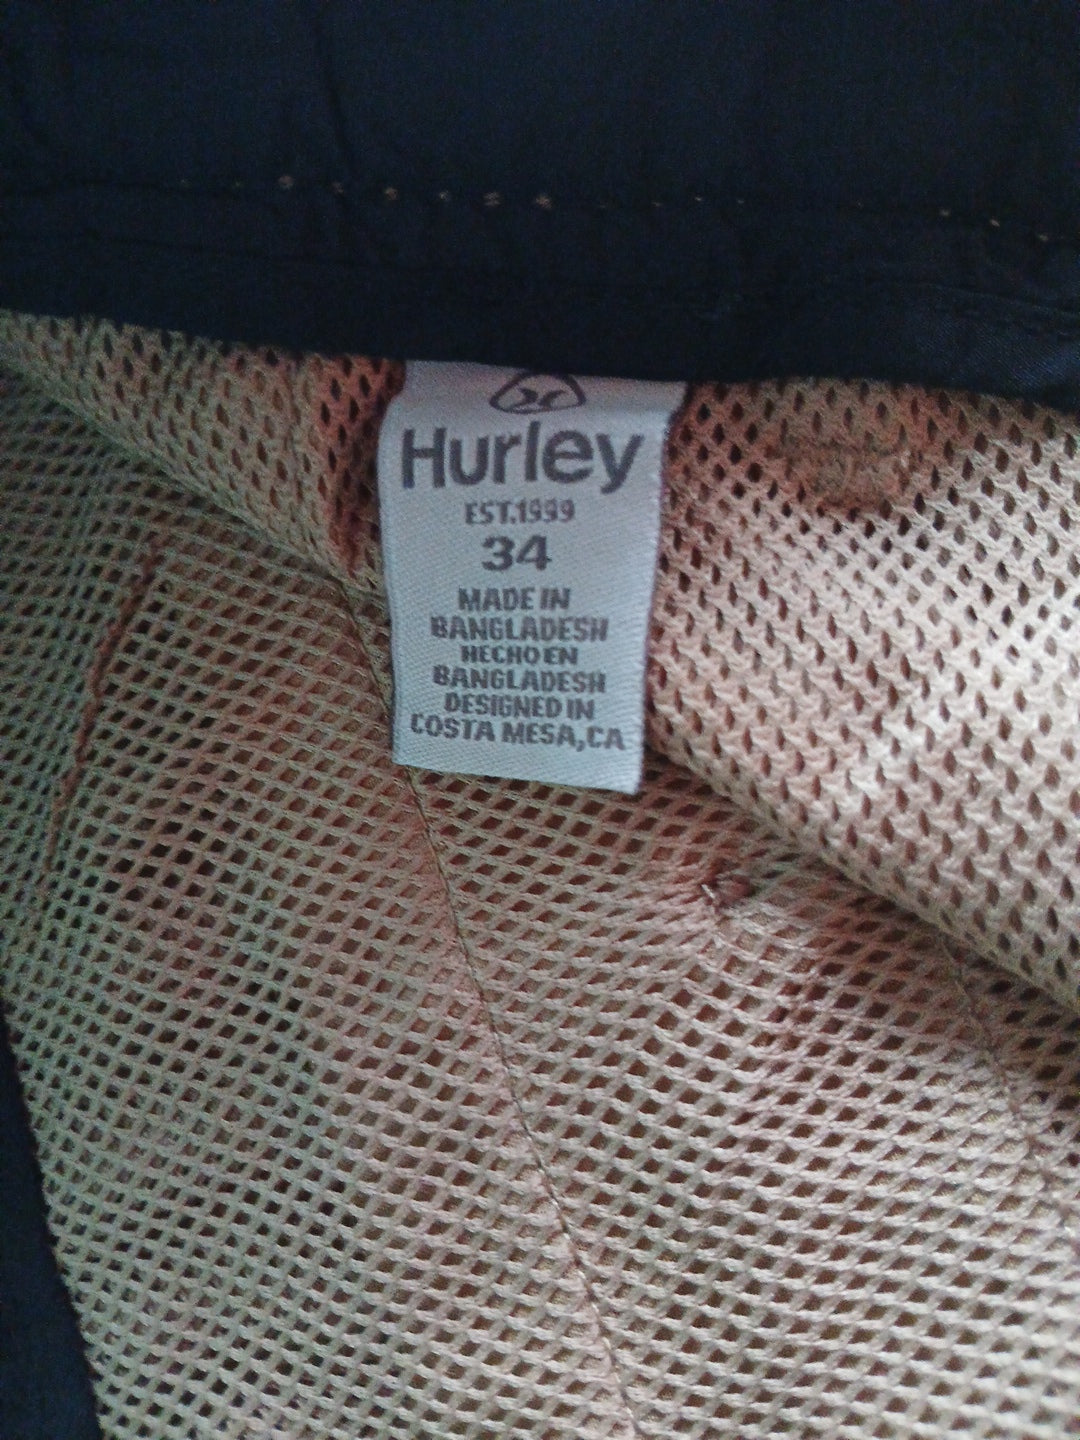 Hurley
EST.1999
34
MADE IN
BANGLADESH
HECHO EN
BANGLADESH
DESIGNED IN
COSTA MESA,CA